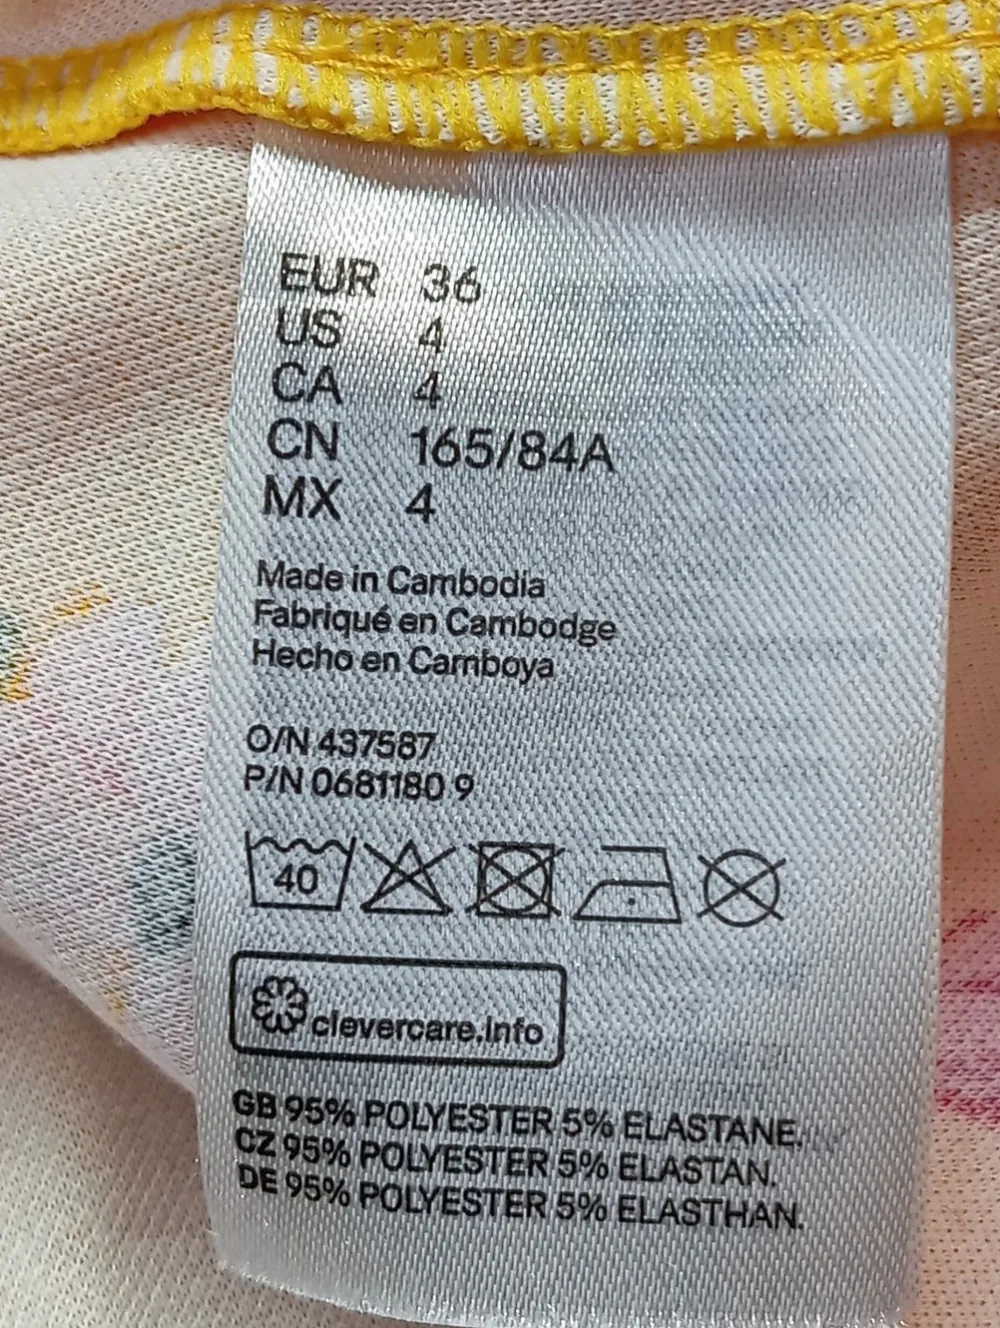 EUR 36
US 4
CA 4
CN 165/84A
MX 4
Made in Cambodia
Fabriqué en Cambodge
Hecho en Camboya
O/N 437587
P/N 0681180 9
40
clevercare.info
GB 95% POLYESTER 5% ELASTANE.
CZ 95% POLYESTER 5% ELASTAN.
DE 95% POLYESTER 5% ELASTHAN.